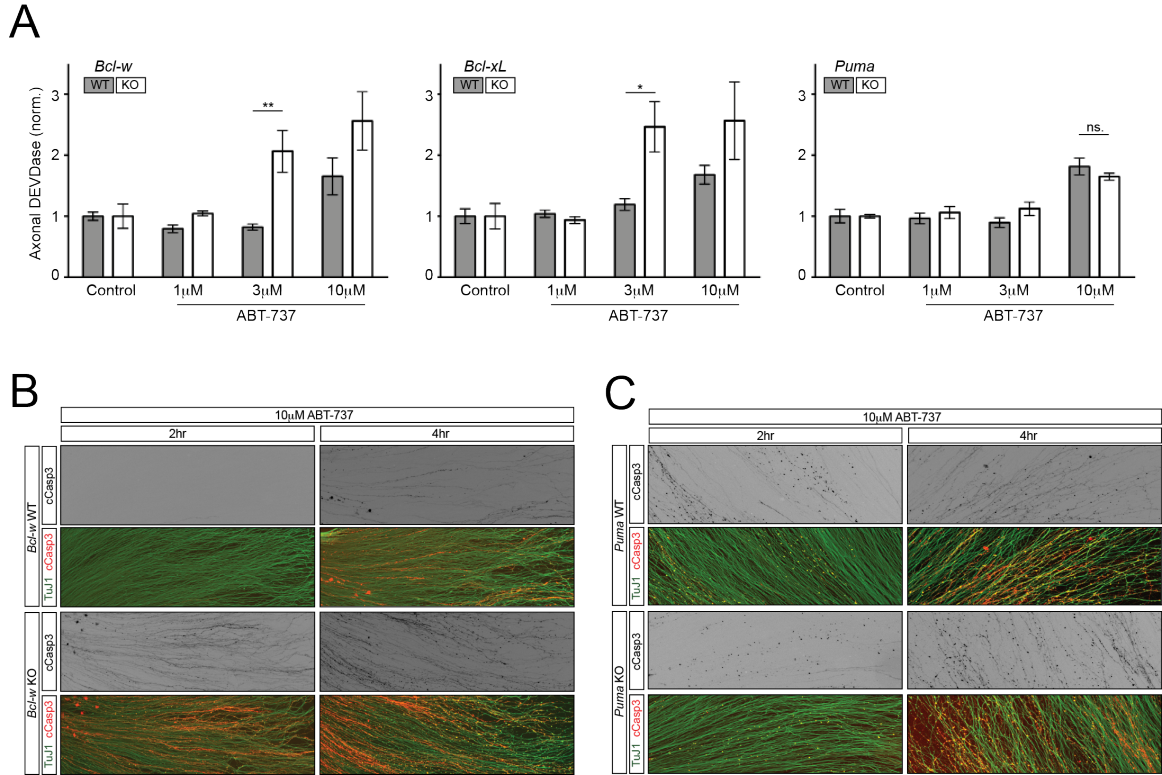 A
Bcl-w
WT KO
Axonal DEVDase (norm.)
3
2
1
0
**
Control 1μM 3μM 10μM
ABT-737
Bcl-xL
WT KO
3
2
1
0
*
Control 1μM 3μM 10μM
ABT-737
Puma
WT KO
3
2
1
0
ns.
Control 1μM 3μM 10μM
ABT-737
B
10μM ABT-737
2hr 4hr
Bcl-w WT
cCasp3
TuJ1 cCasp3
Bcl-w KO
cCasp3
TuJ1 cCasp3
C
10μM ABT-737
2hr 4hr
Puma WT
cCasp3
TuJ1 cCasp3
Puma KO
cCasp3
TuJ1 cCasp3